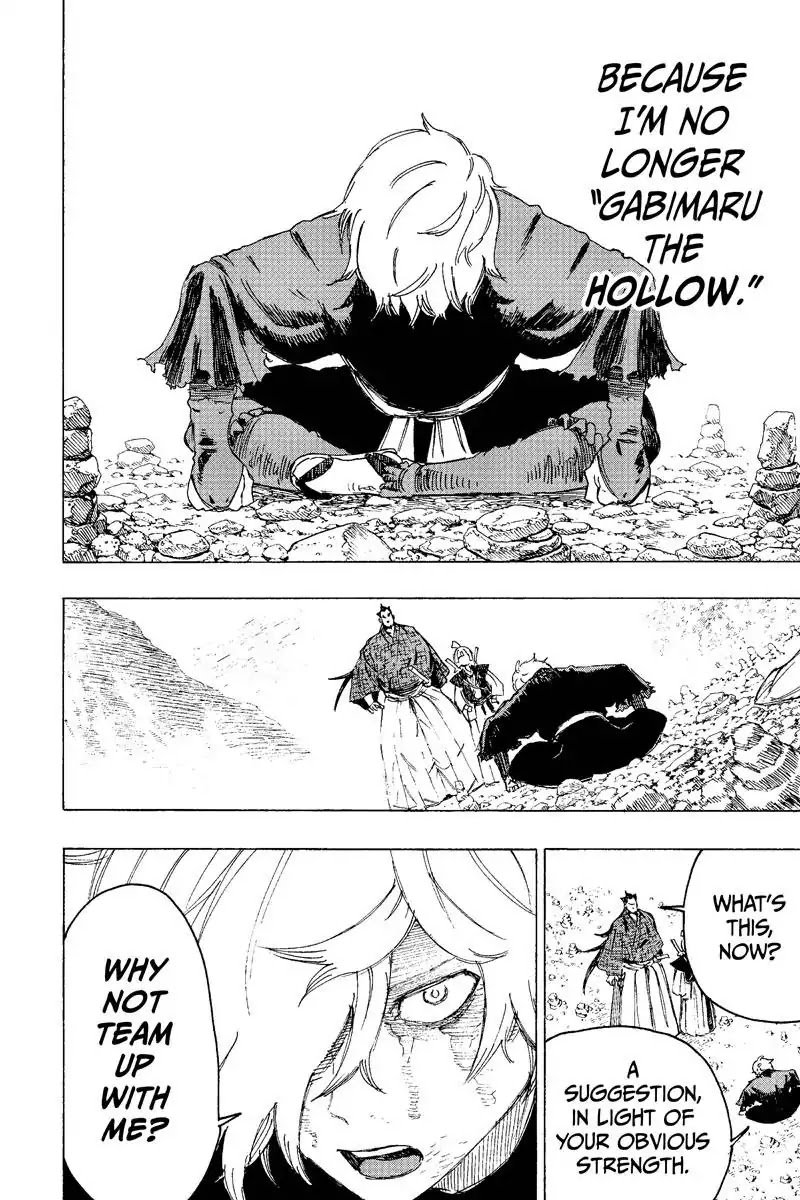 BECAUSE
I'M NO
LONGER
"GABIMARU
THE
HOLLOW."
WHAT'S
THIS,
NOW?
A
SUGGESTION,
IN LIGHT OF
YOUR OBVIOUS
STRENGTH.
WHY
NOT
TEAM
UP
WITH
ME?